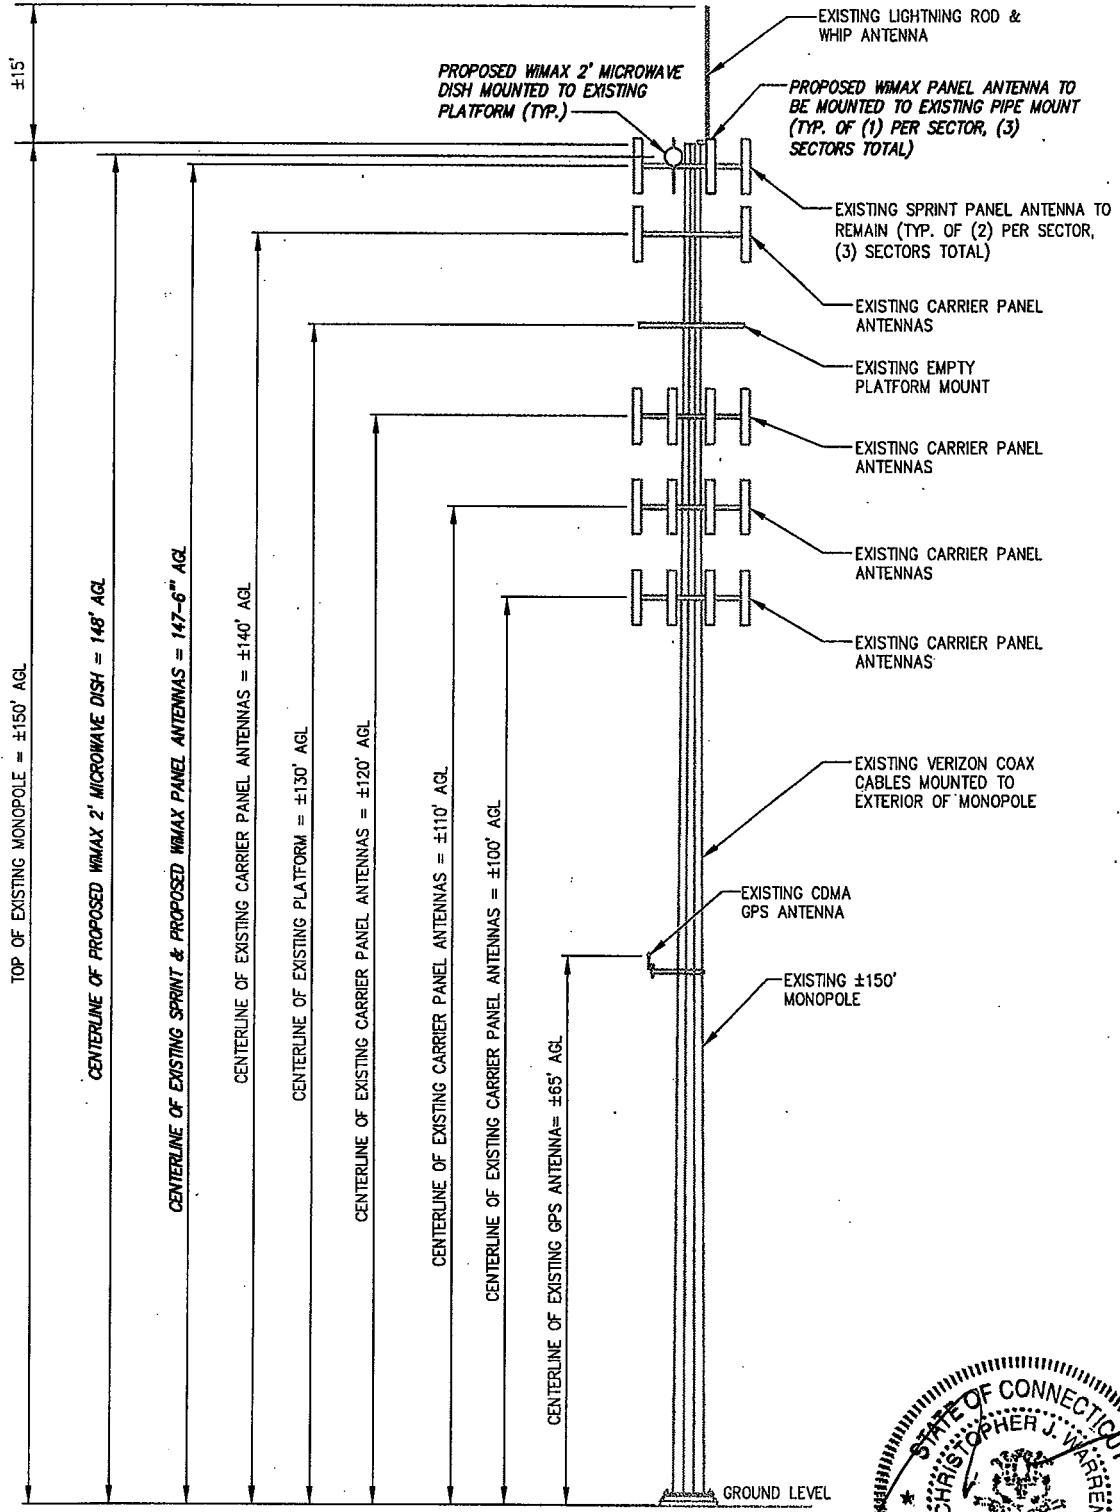 EXISTING LIGHTNING ROD &
WHIP ANTENNA
±15'
PROPOSED WiMAX 2' MICROWAVE
DISH MOUNTED TO EXISTING
PLATFORM (TYP.)
PROPOSED WiMAX PANEL ANTENNA TO
BE MOUNTED TO EXISTING PIPE MOUNT
(TYP. OF (1) PER SECTOR, (3)
SECTORS TOTAL)
EXISTING SPRINT PANEL ANTENNA TO
REMAIN (TYP. OF (2) PER SECTOR,
(3) SECTORS TOTAL)
EXISTING CARRIER PANEL
ANTENNAS
EXISTING EMPTY
PLATFORM MOUNT
EXISTING CARRIER PANEL
ANTENNAS
EXISTING CARRIER PANEL
ANTENNAS
EXISTING CARRIER PANEL
ANTENNAS
TOP OF EXISTING MONOPOLE = ±150' AGL
CENTERLINE OF PROPOSED WiMAX 2' MICROWAVE DISH = 148' AGL
CENTERLINE OF EXISTING SPRINT & PROPOSED WiMAX PANEL ANTENNAS = 147-6"' AGL
CENTERLINE OF EXISTING CARRIER PANEL ANTENNAS = ±140' AGL
CENTERLINE OF EXISTING PLATFORM = ±130' AGL
CENTERLINE OF EXISTING CARRIER PANEL ANTENNAS = ±120' AGL
CENTERLINE OF EXISTING CARRIER PANEL ANTENNAS = ±110' AGL
CENTERLINE OF EXISTING CARRIER PANEL ANTENNAS = ±100' AGL
CENTERLINE OF EXISTING GPS ANTENNA= ±65' AGL
EXISTING VERIZON COAX
CABLES MOUNTED TO
EXTERIOR OF MONOPOLE
EXISTING CDMA
GPS ANTENNA
EXISTING ±150'
MONOPOLE
GROUND LEVEL
STATE OF CONNECTICUT
CHRISTOPHER J. WARREN